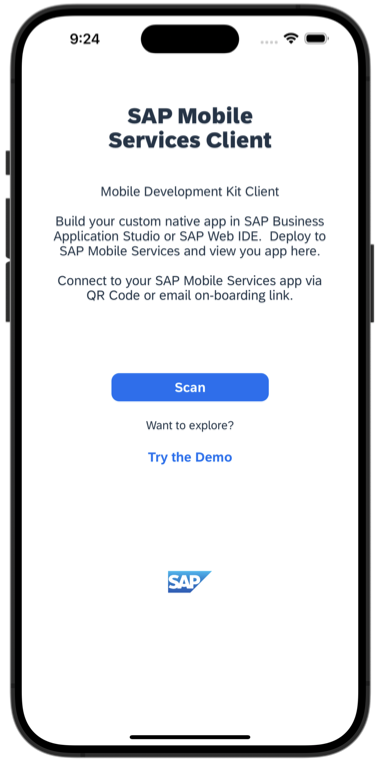 9:24
SAP Mobile
Services Client
Mobile Development Kit Client
Build your custom native app in SAP Business
Application Studio or SAP Web IDE.  Deploy to
SAP Mobile Services and view you app here.
Connect to your SAP Mobile Services app via
QR Code or email on-boarding link.
Scan
Want to explore?
Try the Demo
SAP